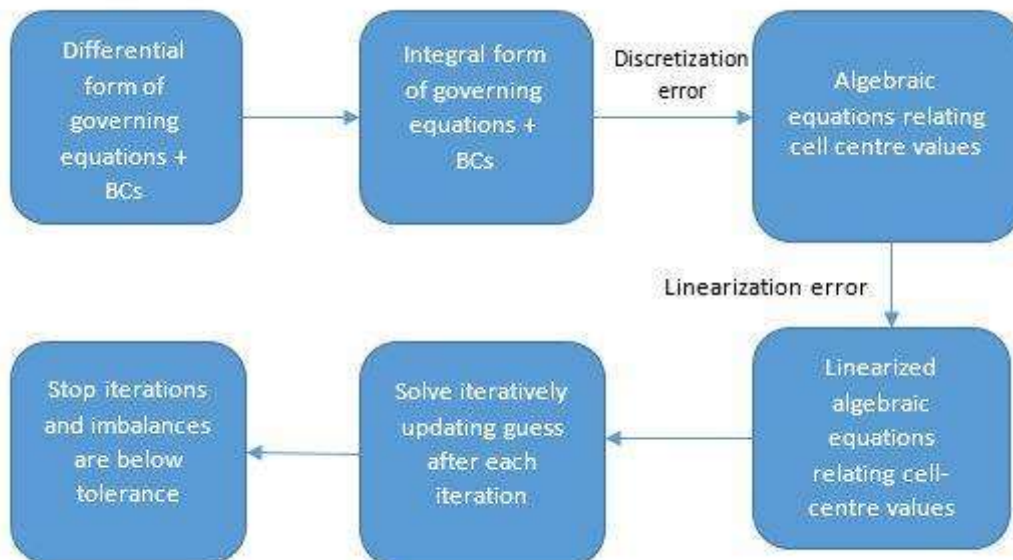 Differential
form of
governing
equations +
BCs
Integral form
of governing
equations +
BCs
Discretization
error
Algebraic
equations relating
cell centre values
Linearization error
Linearized
algebraic
equations
relating cell-
centre values
Solve iteratively
updating guess
after each
iteration
Stop iterations
and imbalances
are below
tolerance